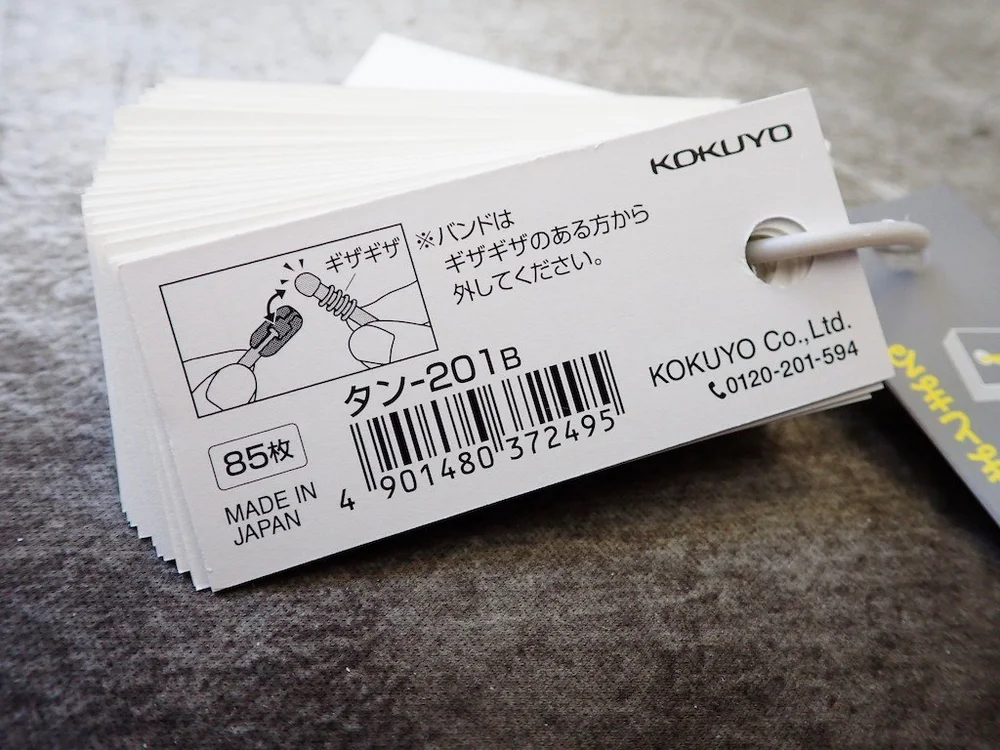 KOKUYO
※バンドは
ギザギザのある方から
外してください。
ギザギザ
タン-201B
4 901480 372495
85枚
MADE IN
JAPAN
KOKUYO Co.,Ltd.
0120-201-594